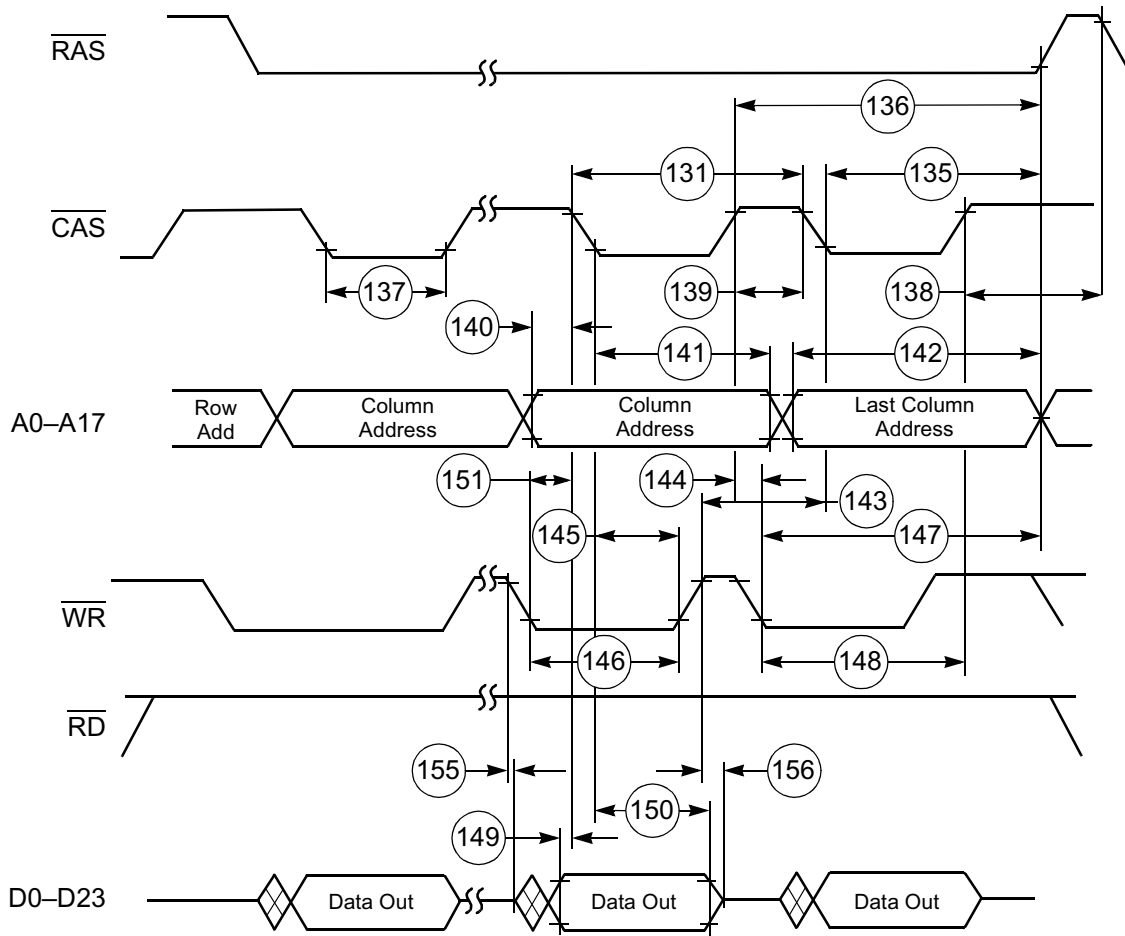 RAS
136
131
135
CAS
137
139
138
140
141
142
A0–A17
Row
Add
Column
Address
Column
Address
Last Column
Address
151
144
143
145
147
WR
146
148
RD
155
156
150
149
D0–D23
Data Out
Data Out
Data Out